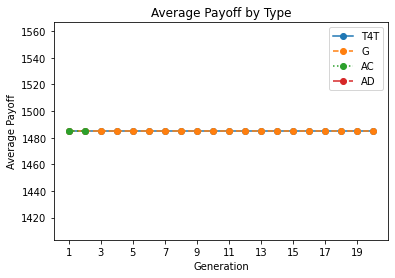 Average Payoff by Type
T4T
G
AC
AD
Average Payoff
1560
1540
1520
1500
1480
1460
1440
1420
1 3 5 7 9 11 13 15 17 19
Generation